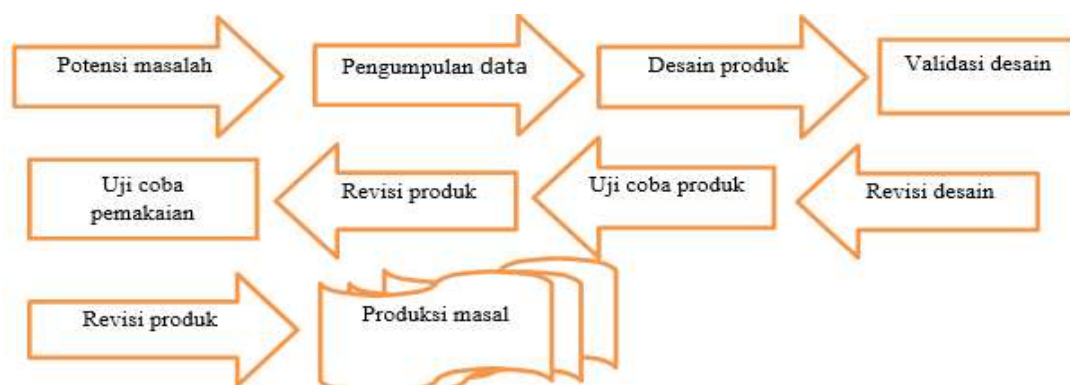 Potensi masalah
Pengumpulan data
Desain produk
Validasi desain
Uji coba
pemakaian
Revisi produk
Uji coba produk
Revisi desain
Revisi produk
Produksi masal